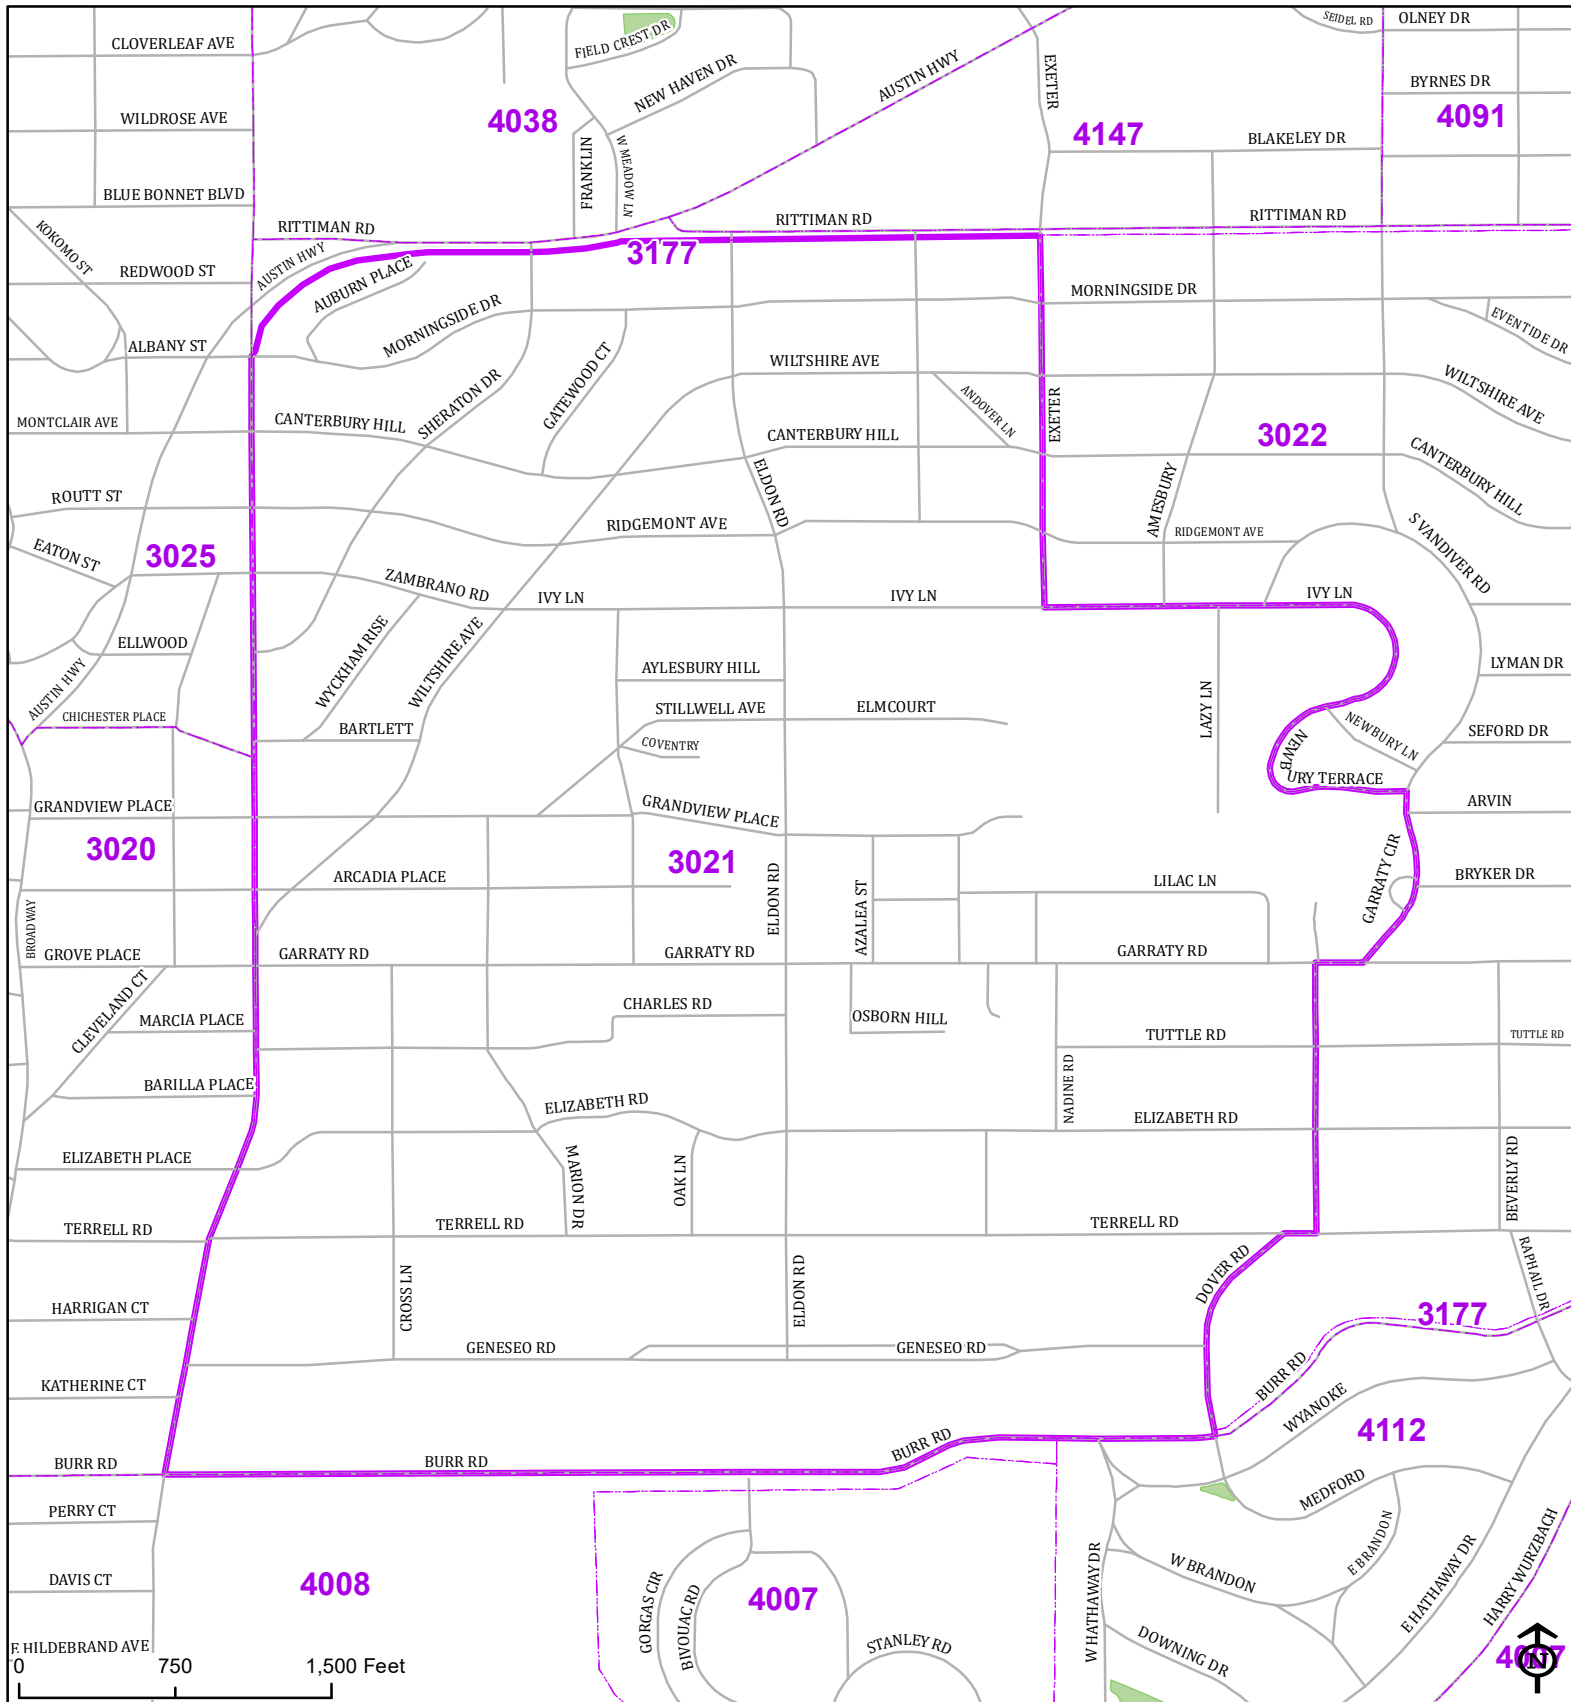 SEIDEL RD
OLNEY DR
CLOVERLEAF AVE
FIELD CREST DR
NEW HAVEN DR
AUSTIN HWY
EXETER
BYRNES DR
4038
4147
4091
WILDROSE AVE
FRANKLIN
W MEADOW LN
BLAKELEY DR
BLUE BONNET BLVD
RITTIMAN RD
RITTIMAN RD
RITTIMAN RD
KOKOMO ST
REDWOOD ST
AUSTIN HWY
AUBURN PLACE
3177
MORNINGSIDE DR
MORNINGSIDE DR
EVENTIDE DR
ALBANY ST
GATEWOOD CT
WILTSHIRE AVE
WILTSHIRE AVE
SHERATON DR
ANDOVER LN
EXETER
MONTCLAIR AVE
CANTERBURY HILL
CANTERBURY HILL
3022
CANTERBURY HILL
ROUTT ST
ELDON RD
AMESBURY
RIDGEMONT AVE
RIDGEMONT AVE
S VANDIVER RD
3025
EATON ST
ZAMBRANO RD
IVY LN
IVY LN
IVY LN
ELLWOOD
WYCKHAM RISE
WILTSHIRE AVE
AYLESBURY HILL
LYMAN DR
AUSTIN HWY
CHICHESTER PLACE
BARTLETT
STILLWELL AVE
ELMCOURT
LAZY LN
COVENTRY
NEWB
URY TERRACE
NEWBURY LN
SEFORD DR
GRANDVIEW PLACE
GRANDVIEW PLACE
ARVIN
3020
3021
ARCADIA PLACE
ELDON RD
AZALEA ST
LILAC LN
GARRATY CIR
BRYKER DR
BROADWAY
GROVE PLACE
GARRATY RD
GARRATY RD
GARRATY RD
CLEVELAND CT
CHARLES RD
MARCIA PLACE
OSBORN HILL
TUTTLE RD
TUTTLE RD
BARILLA PLACE
ELIZABETH RD
NADINE RD
ELIZABETH RD
ELIZABETH PLACE
MARION DR
OAK LN
BEVERLY RD
TERRELL RD
TERRELL RD
TERRELL RD
DOVER RD
RAPHAIL DR
CROSS LN
ELDON RD
HARRIGAN CT
3177
GENESEO RD
GENESEO RD
KATHERINE CT
BURR RD
WYANOKE
4112
BURR RD
BURR RD
BURR RD
MEDFORD
PERRY CT
E BRANDON
HARRY WURZBACH
DAVIS CT
4008
4007
GORGAS CIR
BIVOUAC RD
W HATHAWAY DR
W BRANDON
E HATHAWAY DR
STANLEY RD
DOWNING DR
E HILDEBRAND AVE
4007
N
0 750 1,500 Feet